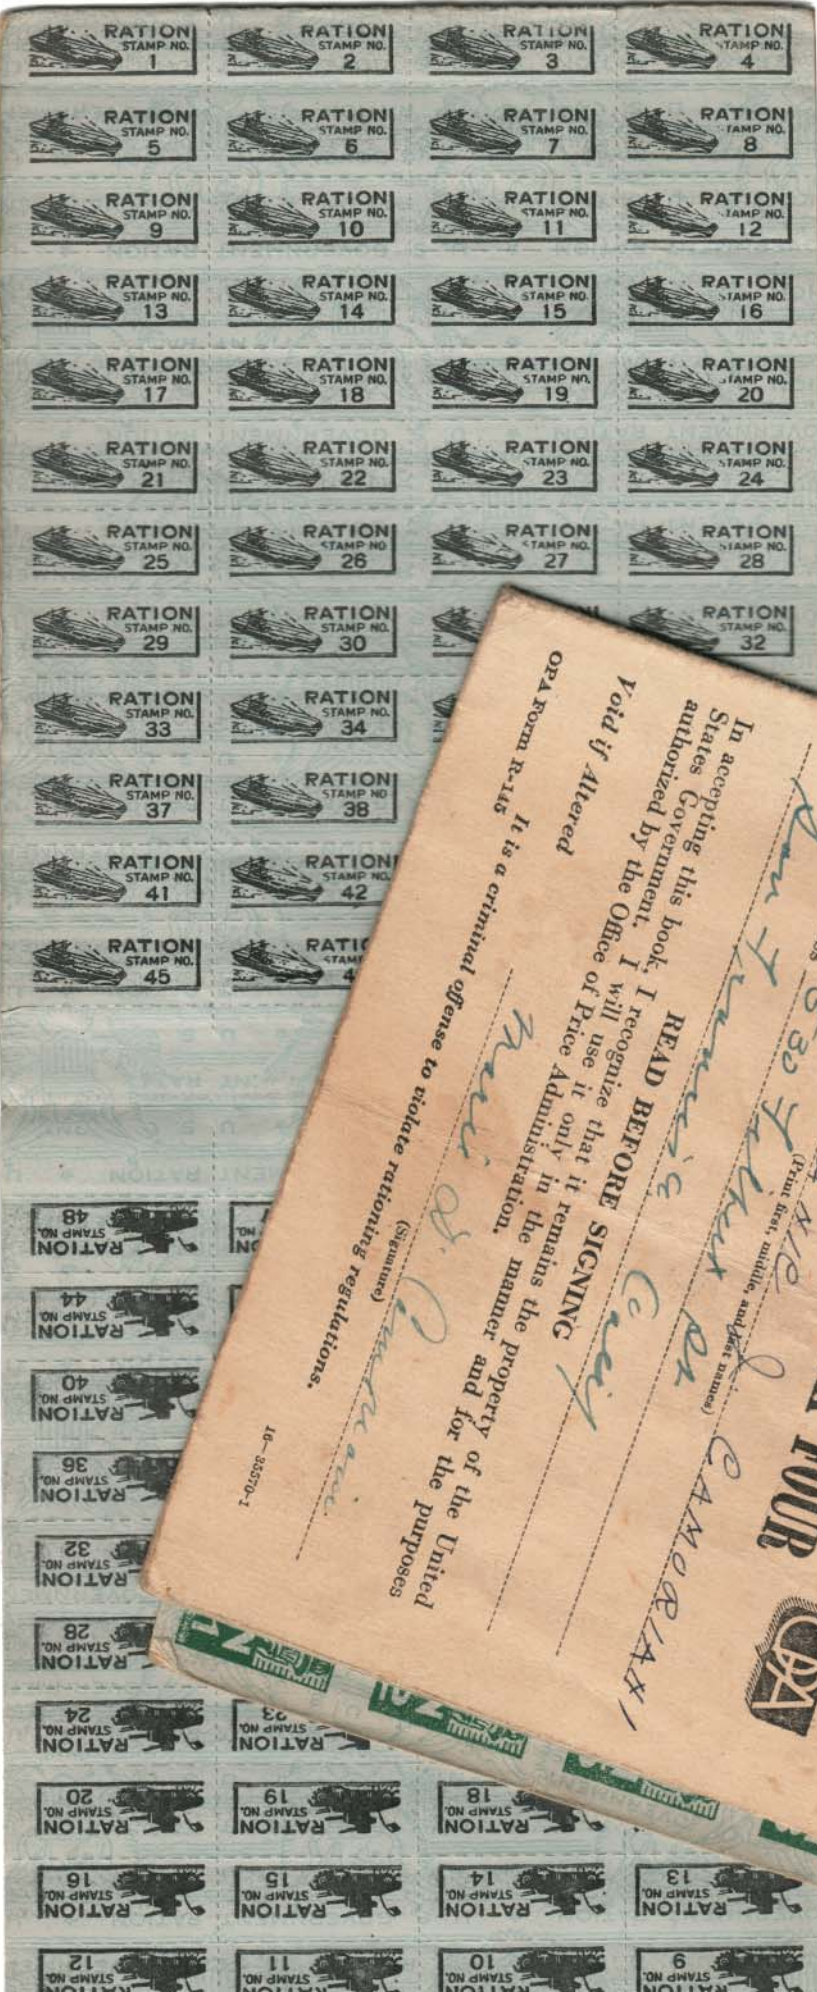 RATION STAMP NO. 1
RATION STAMP NO. 2
RATION STAMP NO. 3
RATION STAMP NO. 4
RATION STAMP NO. 5
RATION STAMP NO. 6
RATION STAMP NO. 7
RATION STAMP NO. 8
RATION STAMP NO. 9
RATION STAMP NO. 10
RATION STAMP NO. 11
RATION STAMP NO. 12
RATION STAMP NO. 13
RATION STAMP NO. 14
RATION STAMP NO. 15
RATION STAMP NO. 16
RATION STAMP NO. 17
RATION STAMP NO. 18
RATION STAMP NO. 19
RATION STAMP NO. 20
RATION STAMP NO. 21
RATION STAMP NO. 22
RATION STAMP NO. 23
RATION STAMP NO. 24
RATION STAMP NO. 25
RATION STAMP NO. 26
RATION STAMP NO. 27
RATION STAMP NO. 28
RATION STAMP NO. 29
RATION STAMP NO. 30
RATION STAMP NO. 32
RATION STAMP NO. 33
RATION STAMP NO. 34
RATION STAMP NO. 37
RATION STAMP NO. 38
RATION STAMP NO. 41
RATION STAMP NO. 42
RATION STAMP NO. 45
FOUR
OPA
CAMORIANI
(Print first, middle, and last names)
San Francisco Calif
READ BEFORE SIGNING
In accepting this book, I recognize that it remains the property of the United
States Government. I will use it only in the manner and for the purposes
authorized by the Office of Price Administration.
Void if Altered
(Signature)
It is a criminal offense to violate rationing regulations.
OPA Form R-145
16—35570-1
RATION STAMP NO. 48
RATION STAMP NO. 44
RATION STAMP NO. 40
RATION STAMP NO. 36
RATION STAMP NO. 32
RATION STAMP NO. 28
RATION STAMP NO. 24
RATION STAMP NO. 23
RATION STAMP NO. 20
RATION STAMP NO. 19
RATION STAMP NO. 18
RATION STAMP NO. 16
RATION STAMP NO. 15
RATION STAMP NO. 14
RATION STAMP NO. 13
RATION STAMP NO. 12
RATION STAMP NO. 11
RATION STAMP NO. 10
RATION STAMP NO. 9